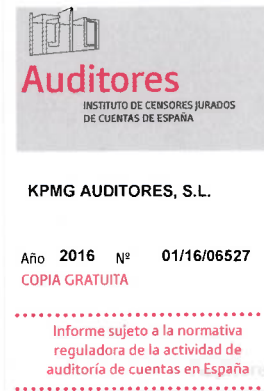 Auditores
INSTITUTO DE CENSORES JURADOS
DE CUENTAS DE ESPAÑA
KPMG AUDITORES, S.L.
Año 2016 Nº 01/16/06527
COPIA GRATUITA
Informe sujeto a la normativa
reguladora de la actividad de
auditoría de cuentas en España